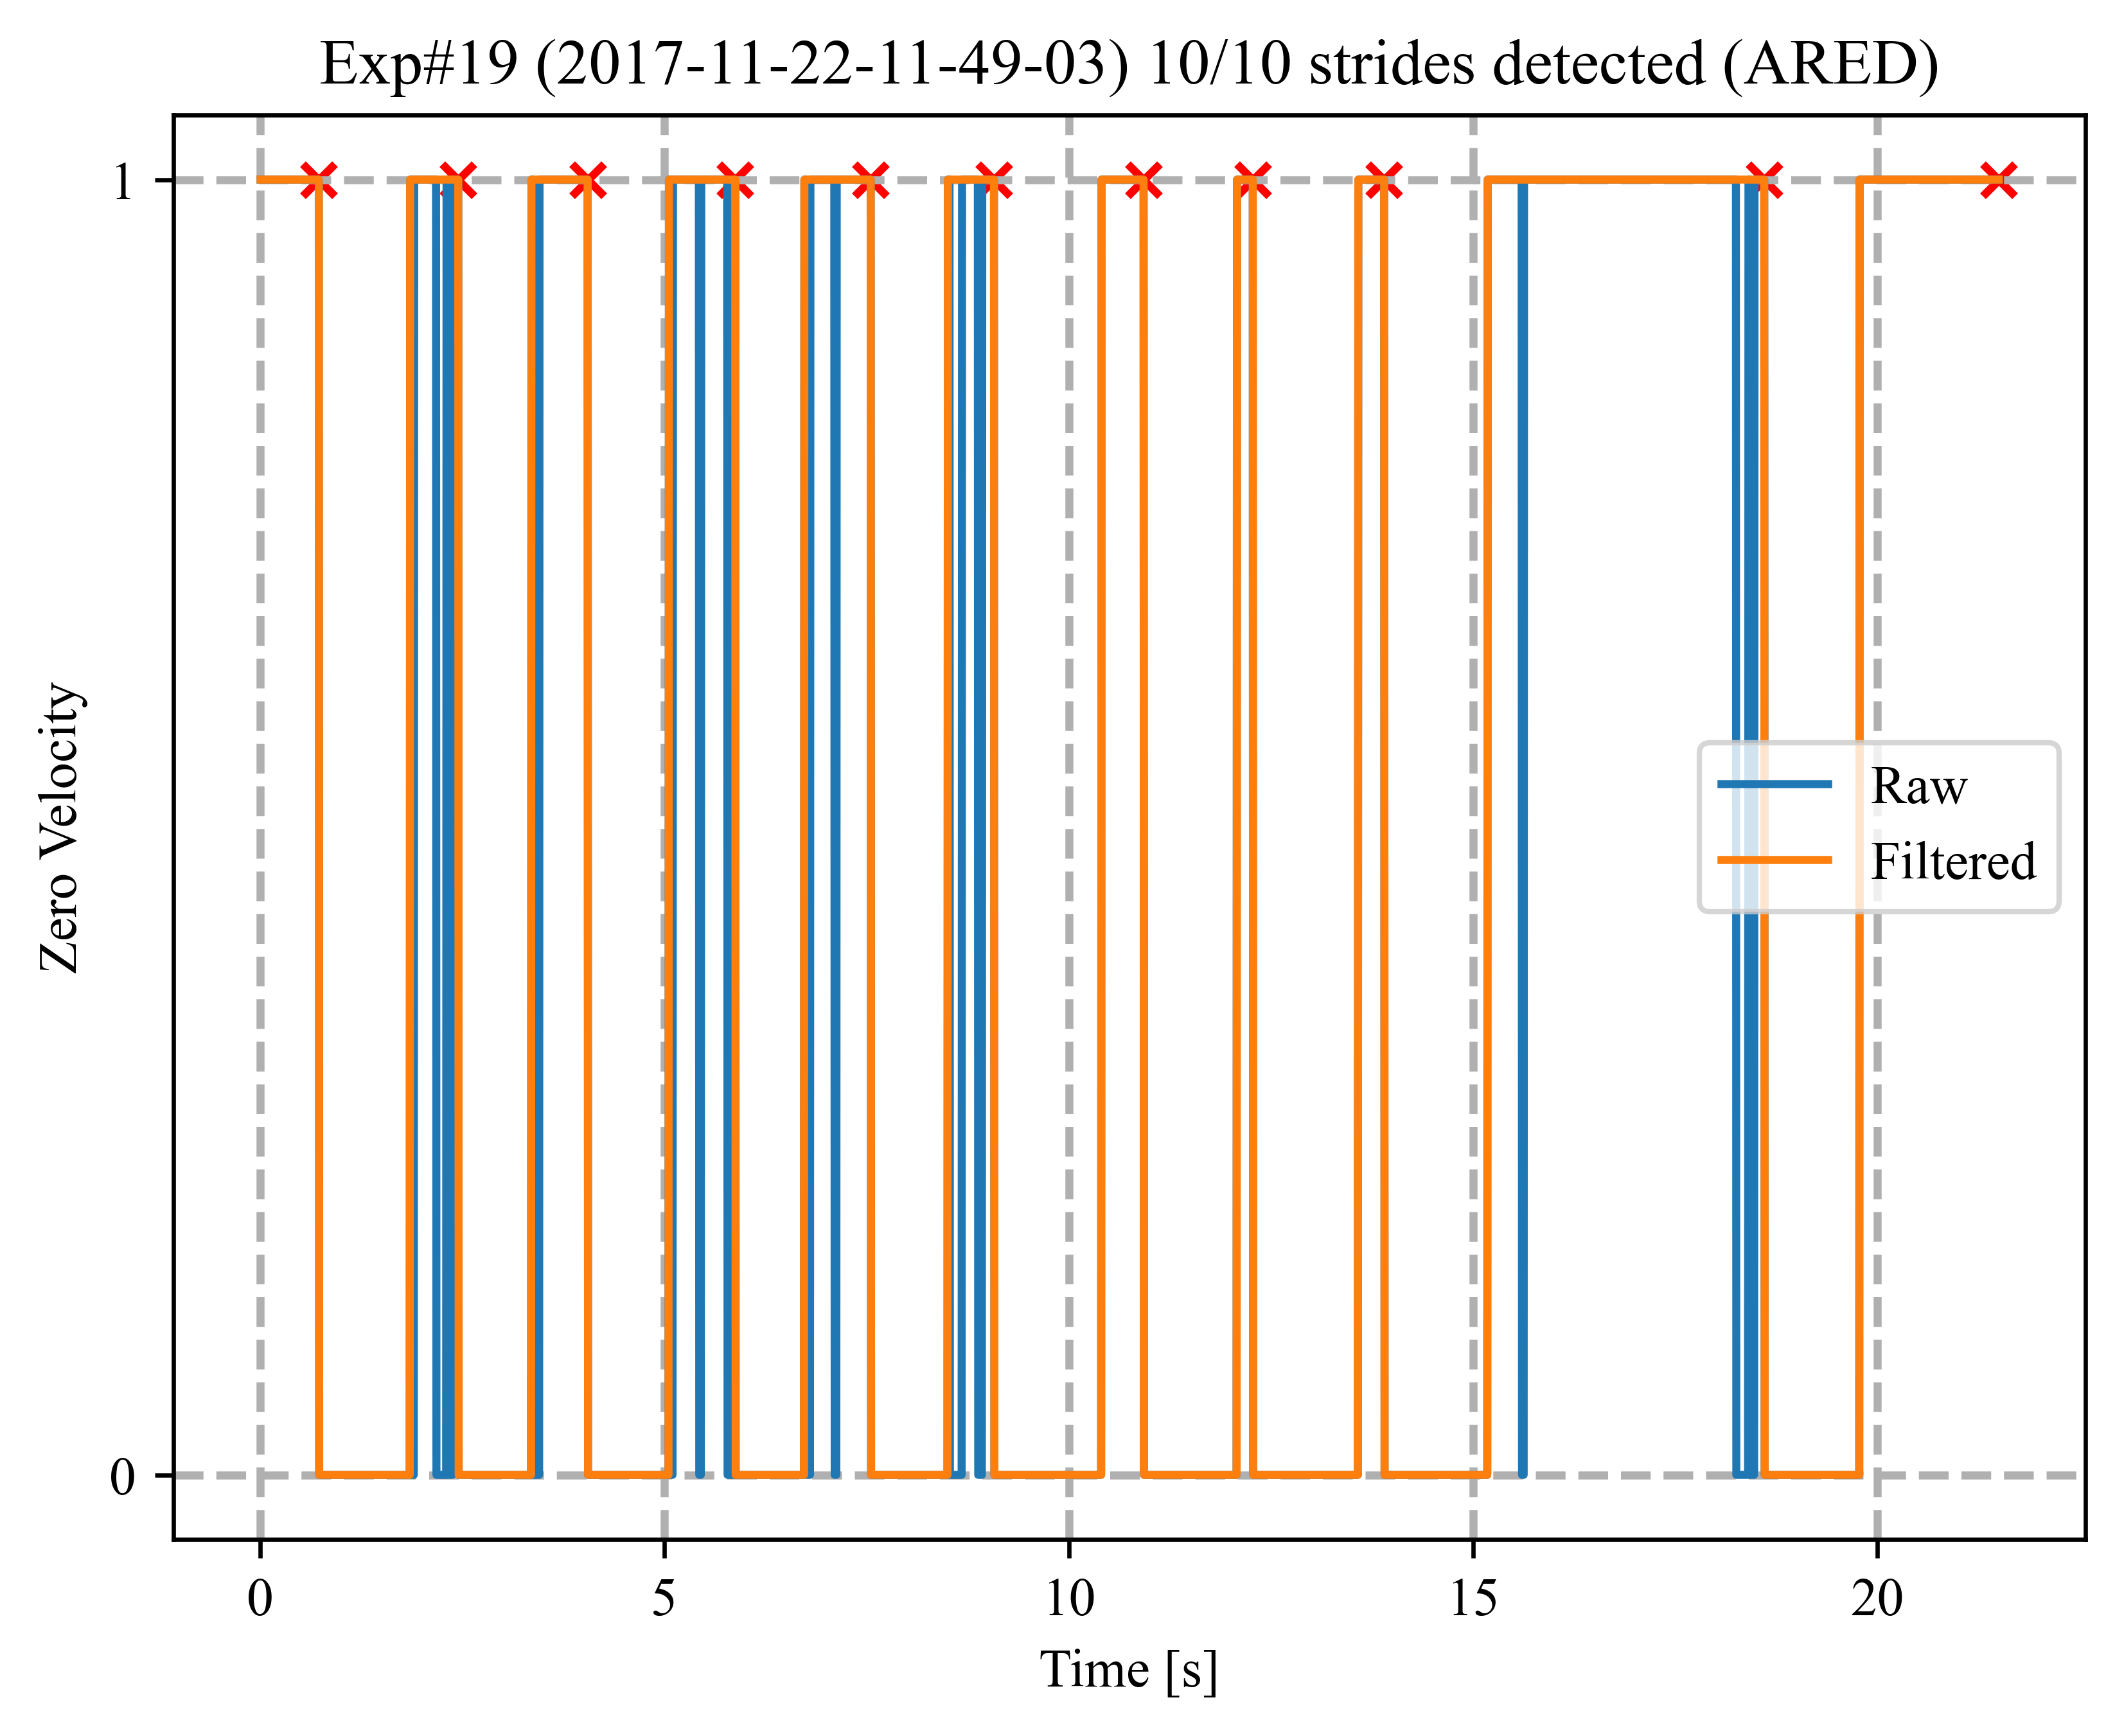 Exp#19 (2017-11-22-11-49-03) 10/10 strides detected (ARED)
1
Zero Velocity
Raw
Filtered
0
0 5 10 15 20
Time [s]